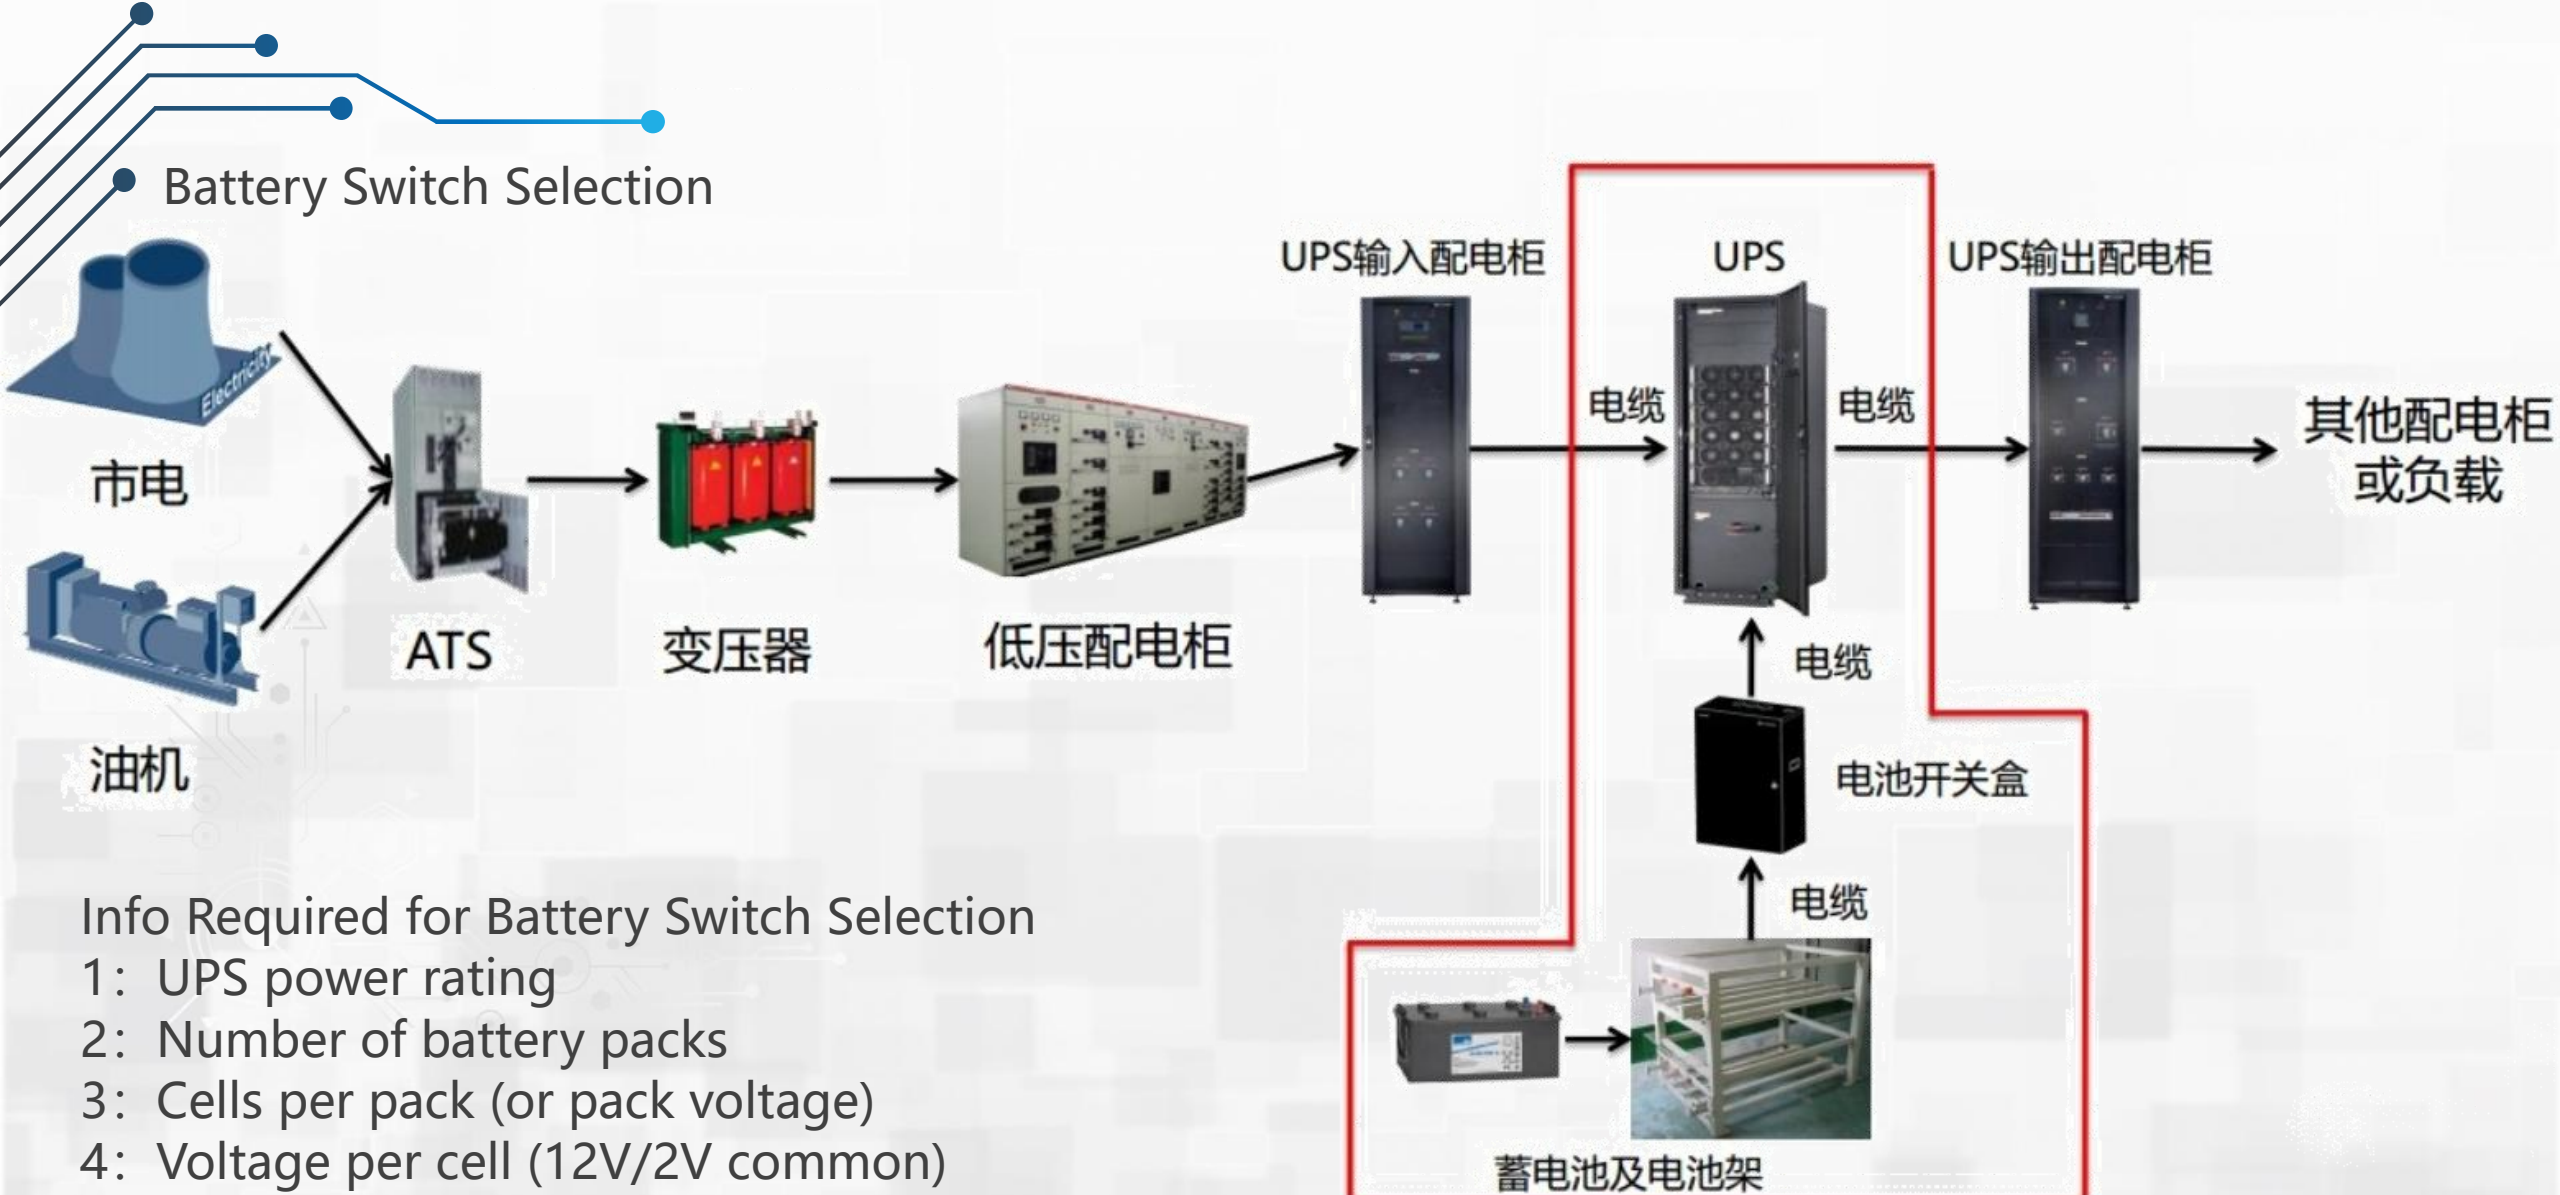 Battery Switch Selection
UPS输入配电柜
UPS
UPS输出配电柜
Electricity
电缆
电缆
其他配电柜
或负载
市电
ATS
变压器
低压配电柜
电缆
油机
电池开关盒
电缆
Info Required for Battery Switch Selection
1：UPS power rating
2：Number of battery packs
3：Cells per pack (or pack voltage)
4：Voltage per cell (12V/2V common)
蓄电池及电池架